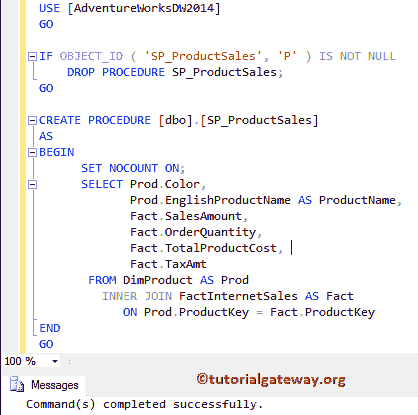 USE [AdventureWorksDW2014]
GO
IF OBJECT_ID ( 'SP_ProductSales', 'P' ) IS NOT NULL
DROP PROCEDURE SP_ProductSales;
GO
CREATE PROCEDURE [dbo].[SP_ProductSales]
AS
BEGIN
SET NOCOUNT ON;
SELECT Prod.Color,
Prod.EnglishProductName AS ProductName,
Fact.SalesAmount,
Fact.OrderQuantity,
Fact.TotalProductCost,
Fact.TaxAmt
FROM DimProduct AS Prod
INNER JOIN FactInternetSales AS Fact
ON Prod.ProductKey = Fact.ProductKey
END
GO
100 %
Messages
©tutorialgateway.org
Command(s) completed successfully.